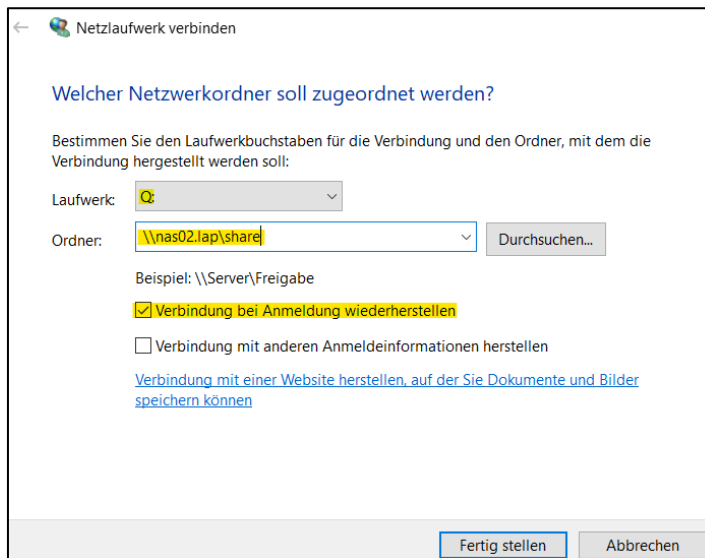 Netzlaufwerk verbinden
Welcher Netzwerkordner soll zugeordnet werden?
Bestimmen Sie den Laufwerkbuchstaben für die Verbindung und den Ordner, mit dem die
Verbindung hergestellt werden soll:
Laufwerk: Q:
Ordner: \\nas02.lap\share Durchsuchen...
Beispiel: \\Server\Freigabe
Verbindung bei Anmeldung wiederherstellen
Verbindung mit anderen Anmeldeinformationen herstellen
Verbindung mit einer Website herstellen, auf der Sie Dokumente und Bilder
speichern können
Fertig stellen Abbrechen